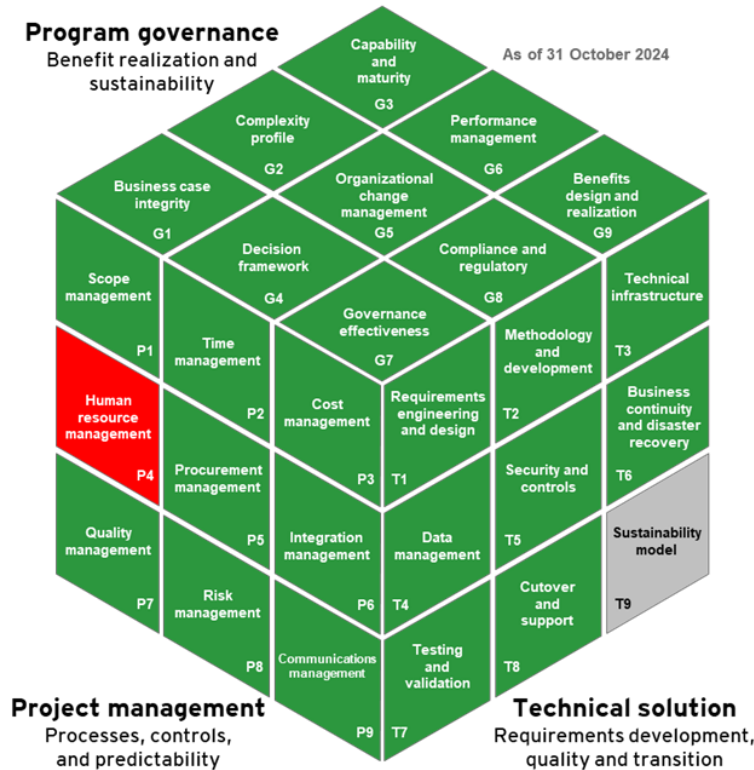 Program governance
Benefit realization and
sustainability
As of 31 October 2024
Capability
and
maturity
G3
Complexity
profile
G2
Performance
management
G6
Business case
integrity
G1
Organizational
change
management
G5
Benefits
design and
realization
G9
Decision
framework
G4
Compliance and
regulatory
G8
Governance
effectiveness
G7
Scope
management
P1
Time
management
P2
Cost
management
P3
Human
resource
management
P4
Procurement
management
P5
Integration
management
P6
Quality
management
P7
Risk
management
P8
Communications
management
P9
Requirements
engineering
and design
T1
Methodology
and
development
T2
Technical
infrastructure
T3
Data
management
T4
Security and
controls
T5
Business
continuity
and disaster
recovery
T6
Testing
and
validation
T7
Cutover
and
support
T8
Sustainability
model
T9
Project management
Processes, controls,
and predictability
Technical solution
Requirements development,
quality and transition